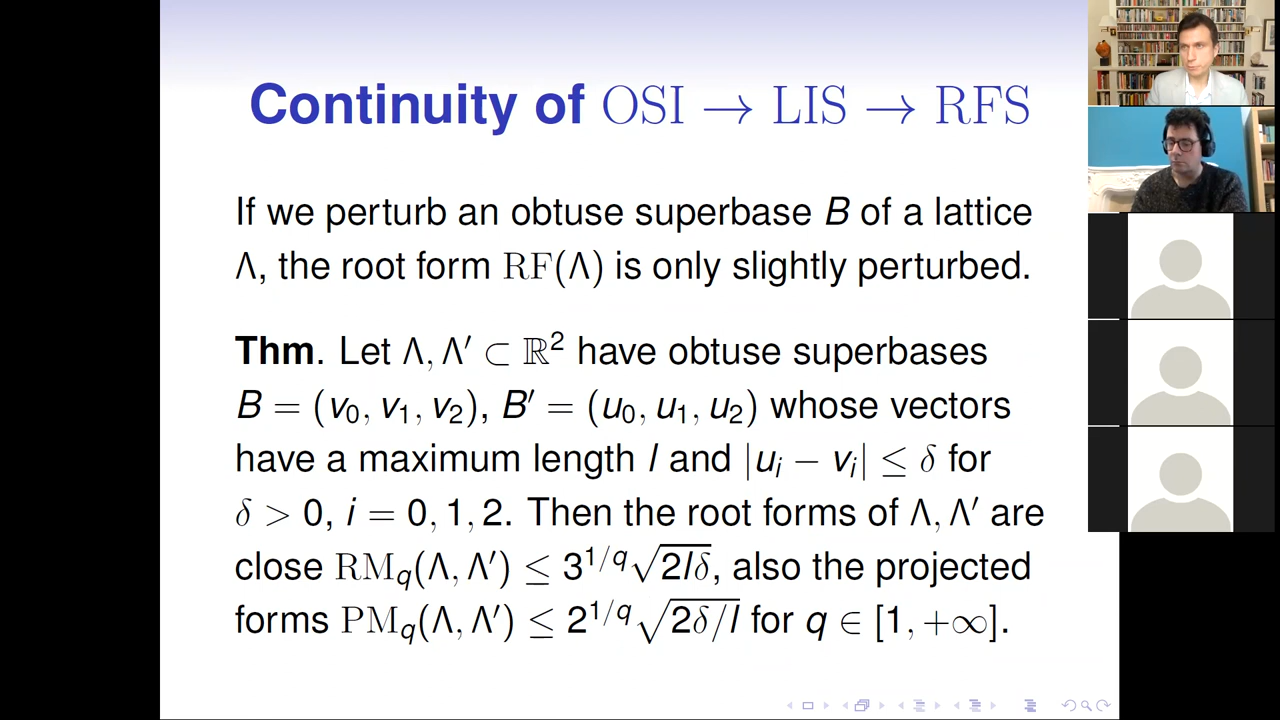 Continuity of OSI → LIS → RFS
If we perturb an obtuse superbase B of a lattice
Λ, the root form RF(Λ) is only slightly perturbed.
Thm. Let Λ, Λ′ ⊂ ℝ² have obtuse superbases
B = (v₀, v₁, v₂), B′ = (u₀, u₁, u₂) whose vectors
have a maximum length l and |uᵢ − vᵢ| ≤ δ for
δ > 0, i = 0, 1, 2. Then the root forms of Λ, Λ′ are
close RM_q(Λ, Λ′) ≤ 3^{1/q}√(2lδ), also the projected
forms PM_q(Λ, Λ′) ≤ 2^{1/q}√(2δ/l) for q ∈ [1, +∞].